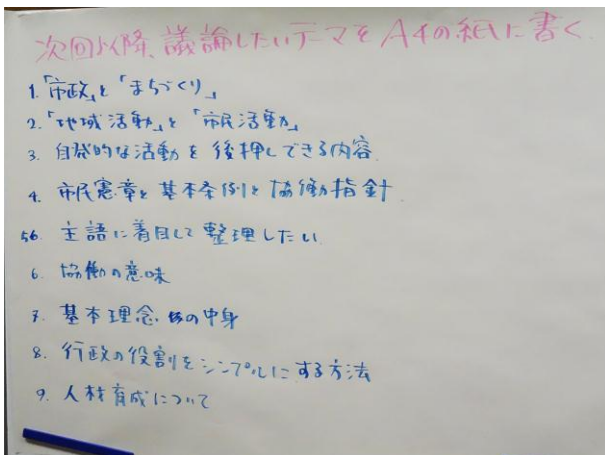 次回以降、議論したいテーマをA4の紙に書く
1.「市政」と「まちづくり」
2.「地域活動」と「市民活動」
3. 自発的な活動を後押しできる内容
4. 市民憲章と基本条例と協働指針
56. 主語に着目して整理したい
6. 協働の意味
7. 基本理念の中身
8. 行政の役割をシンプルにする方法
9. 人材育成について